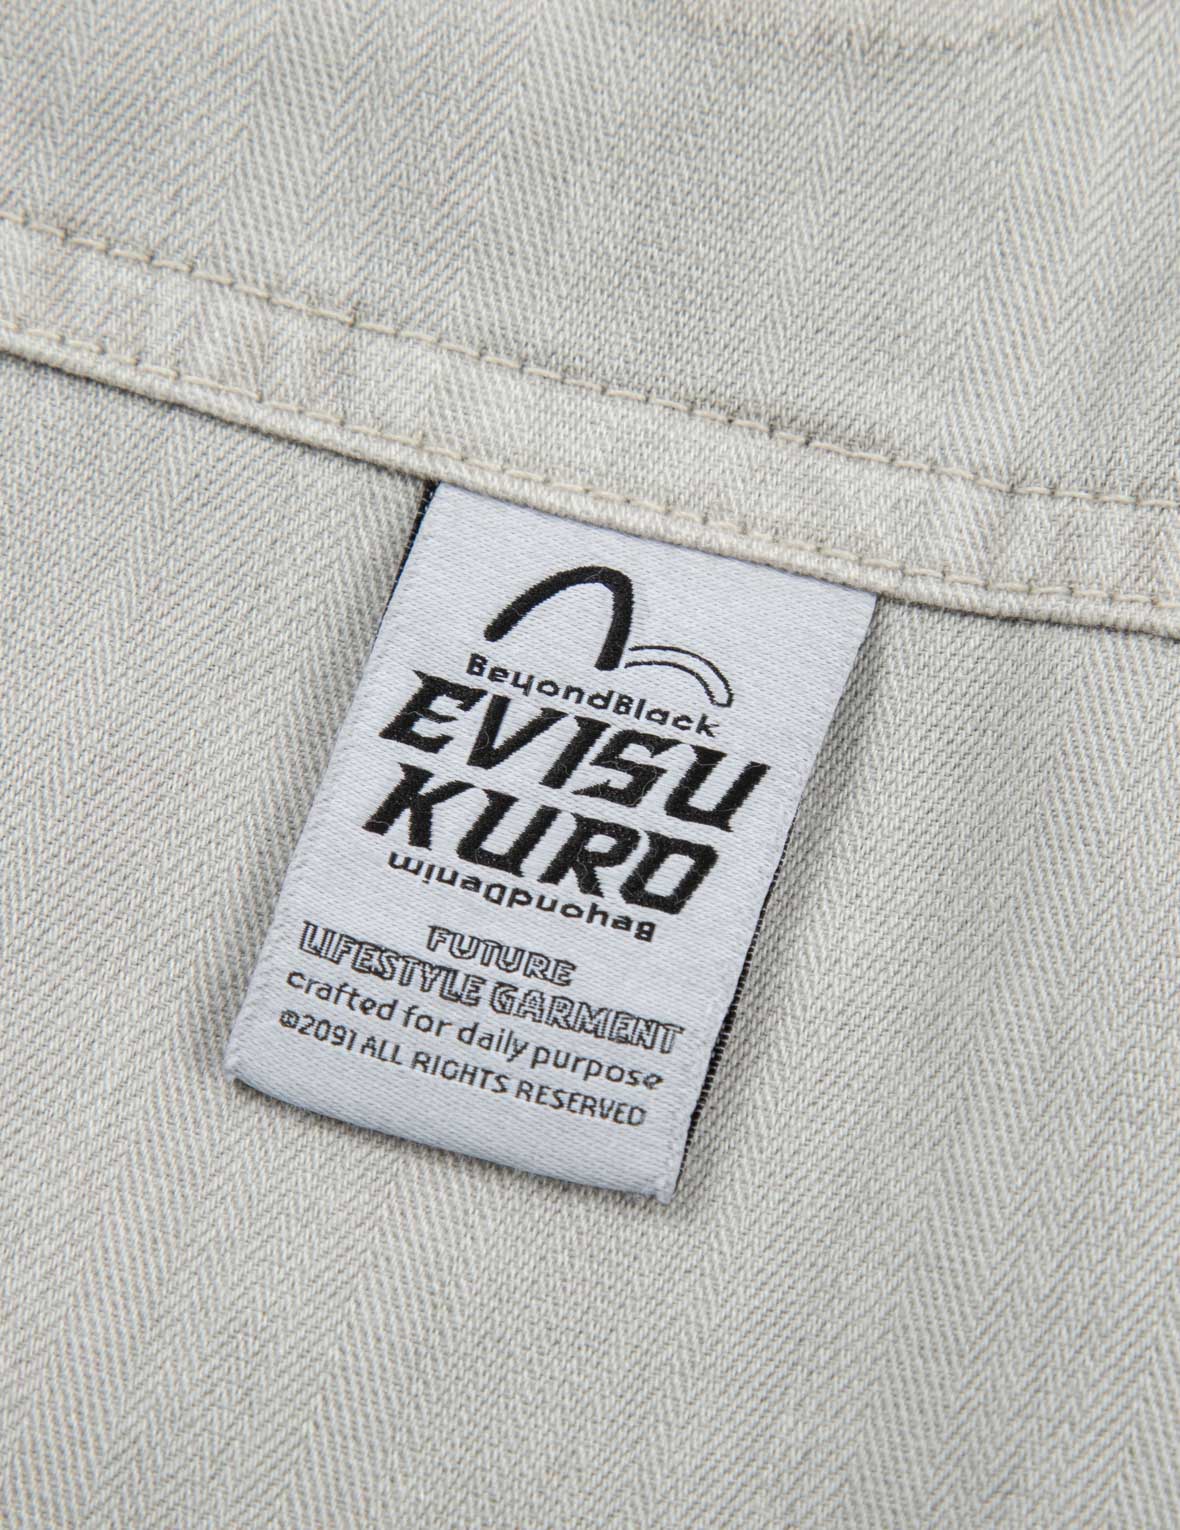 BeyondBlack
EVISU
KURO
BeyondDenim
FUTURE
LIFESTYLE GARMENT
crafted for daily purpose
©2091 ALL RIGHTS RESERVED